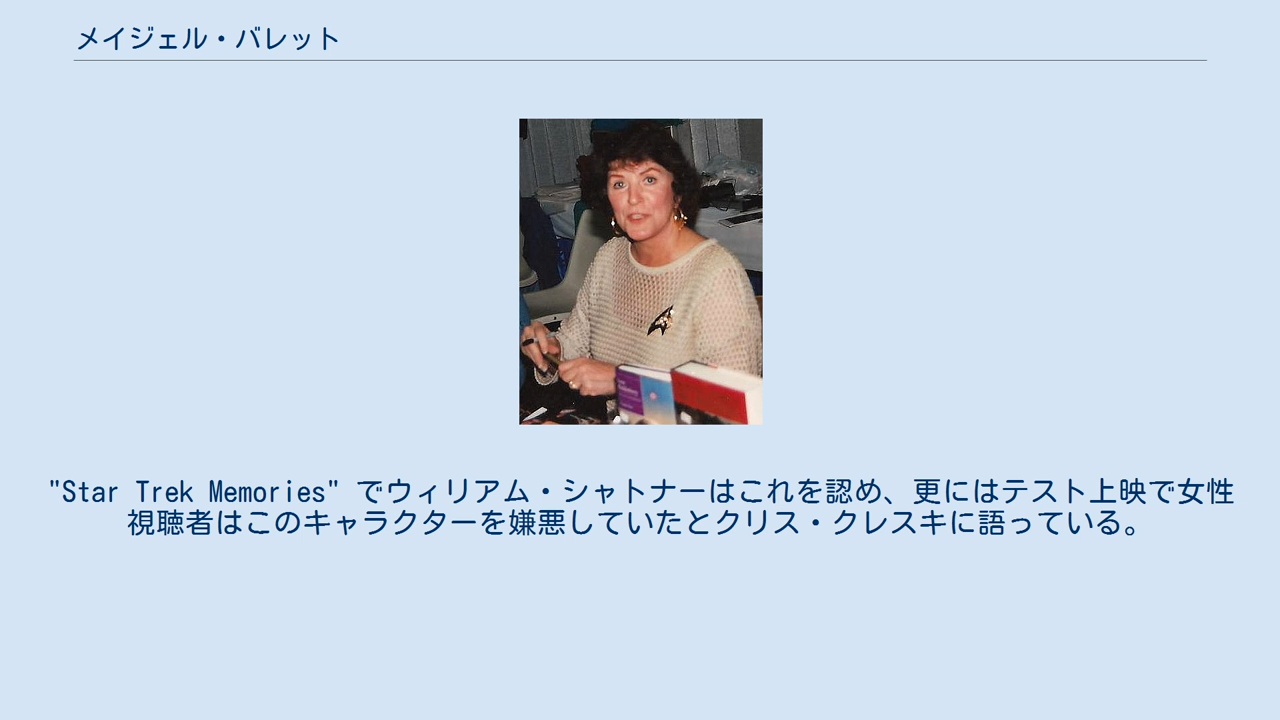 メイジェル・バレット
"Star Trek Memories" でウィリアム・シャトナーはこれを認め、更にはテスト上映で女性
視聴者はこのキャラクターを嫌悪していたとクリス・クレスキに語っている。